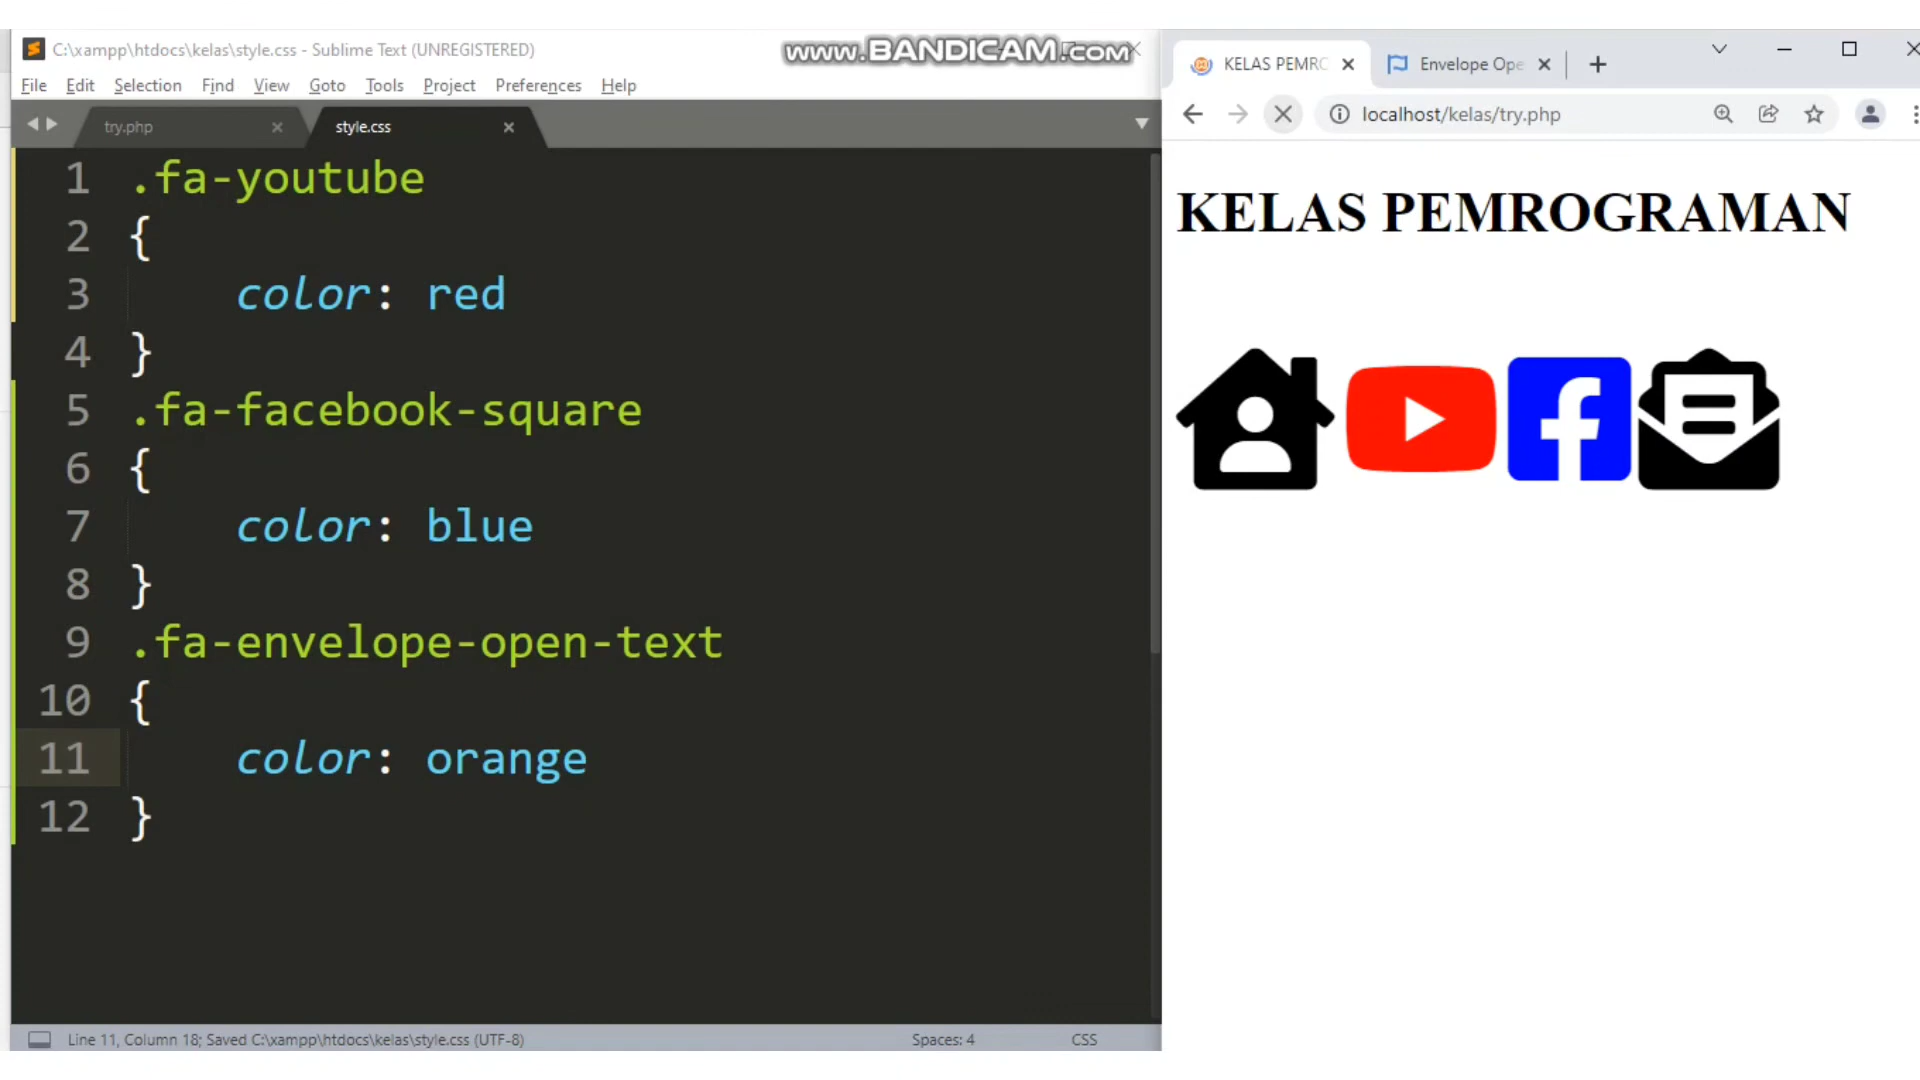 C:\xampp\htdocs\kelas\style.css - Sublime Text (UNREGISTERED)
www.BANDICAM.com
File Edit Selection Find View Goto Tools Project Preferences Help
try.php
style.css
1 .fa-youtube
2 {
3 color: red
4 }
5 .fa-facebook-square
6 {
7 color: blue
8 }
9 .fa-envelope-open-text
10 {
11 color: orange
12 }
Line 11, Column 18; Saved C:\xampp\htdocs\kelas\style.css (UTF-8)
Spaces: 4
CSS
KELAS PEMRO
Envelope Ope
localhost/kelas/try.php
KELAS PEMROGRAMAN